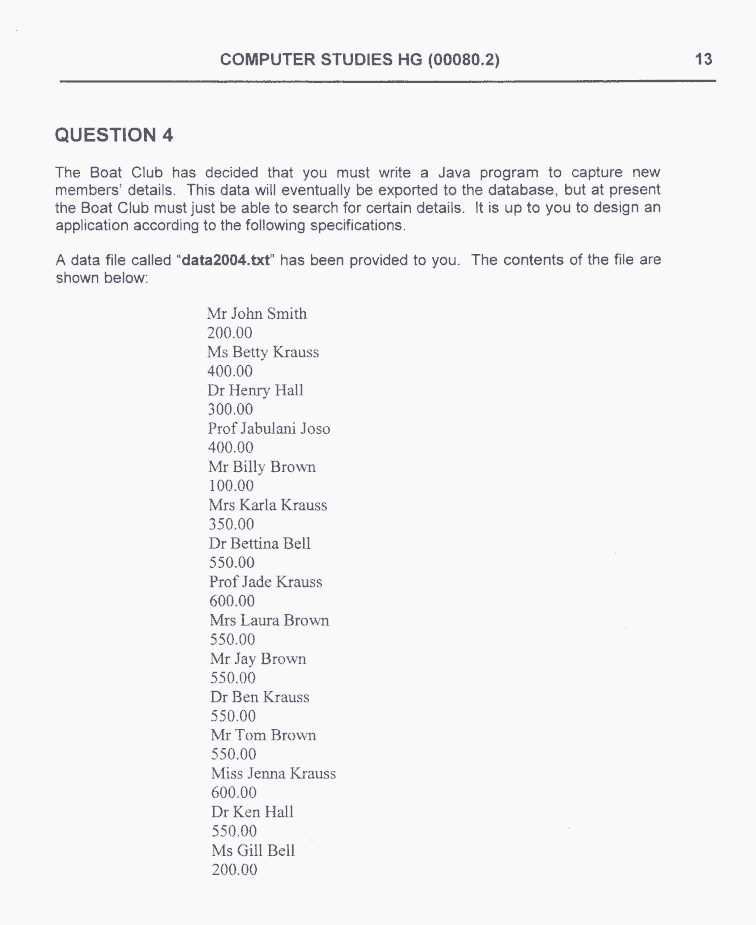 COMPUTER STUDIES HG (00080.2) 13
QUESTION 4
The Boat Club has decided that you must write a Java program to capture new
members' details. This data will eventually be exported to the database, but at present
the Boat Club must just be able to search for certain details. It is up to you to design an
application according to the following specifications.
A data file called "data2004.txt" has been provided to you. The contents of the file are
shown below:
Mr John Smith
200.00
Ms Betty Krauss
400.00
Dr Henry Hall
300.00
Prof Jabulani Joso
400.00
Mr Billy Brown
100.00
Mrs Karla Krauss
350.00
Dr Bettina Bell
550.00
Prof Jade Krauss
600.00
Mrs Laura Brown
550.00
Mr Jay Brown
550.00
Dr Ben Krauss
550.00
Mr Tom Brown
550.00
Miss Jenna Krauss
600.00
Dr Ken Hall
550.00
Ms Gill Bell
200.00